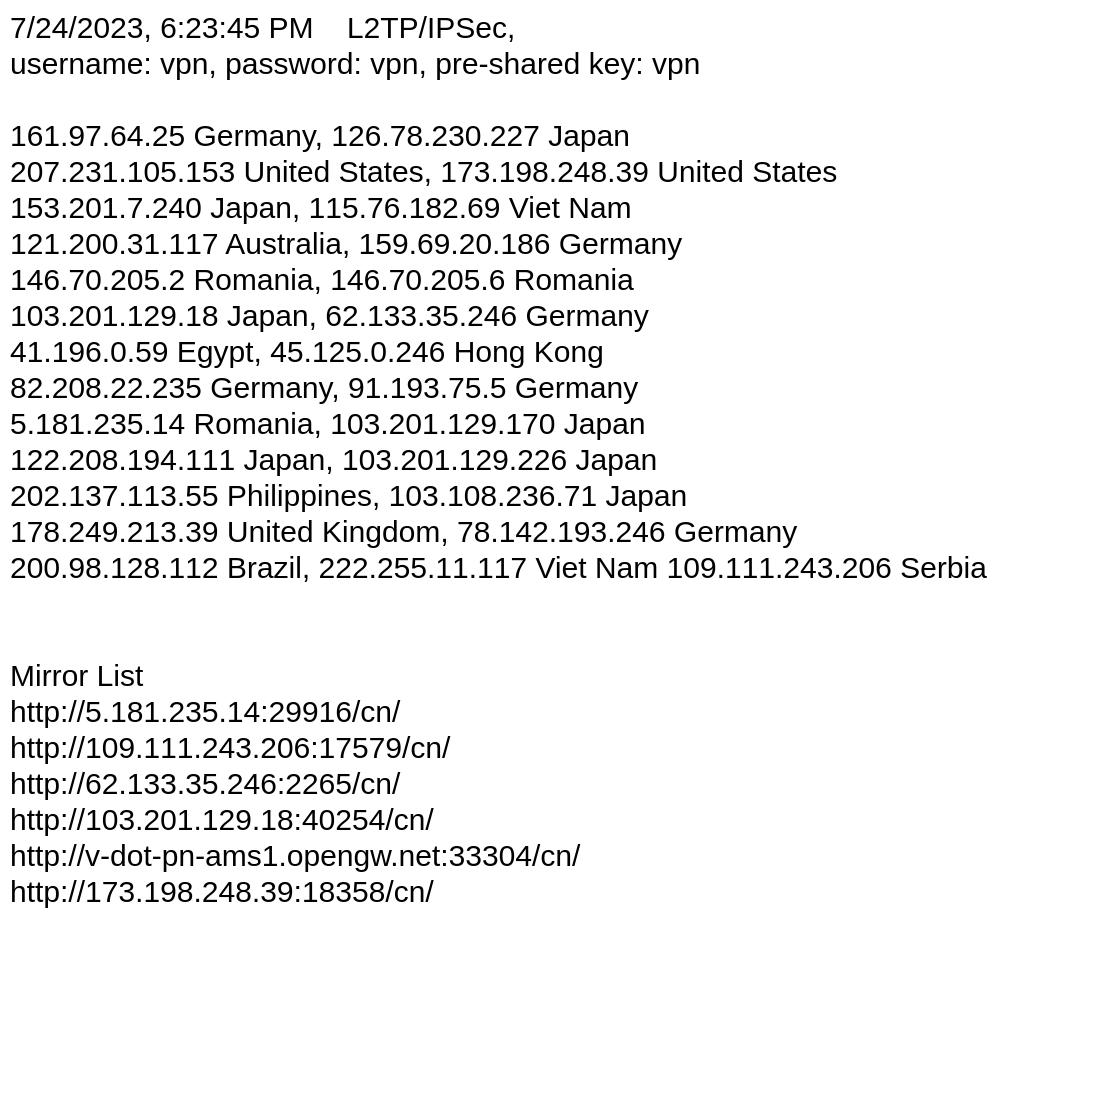 7/24/2023, 6:23:45 PM    L2TP/IPSec,
username: vpn, password: vpn, pre-shared key: vpn
161.97.64.25 Germany, 126.78.230.227 Japan
207.231.105.153 United States, 173.198.248.39 United States
153.201.7.240 Japan, 115.76.182.69 Viet Nam
121.200.31.117 Australia, 159.69.20.186 Germany
146.70.205.2 Romania, 146.70.205.6 Romania
103.201.129.18 Japan, 62.133.35.246 Germany
41.196.0.59 Egypt, 45.125.0.246 Hong Kong
82.208.22.235 Germany, 91.193.75.5 Germany
5.181.235.14 Romania, 103.201.129.170 Japan
122.208.194.111 Japan, 103.201.129.226 Japan
202.137.113.55 Philippines, 103.108.236.71 Japan
178.249.213.39 United Kingdom, 78.142.193.246 Germany
200.98.128.112 Brazil, 222.255.11.117 Viet Nam 109.111.243.206 Serbia
Mirror List
http://5.181.235.14:29916/cn/
http://109.111.243.206:17579/cn/
http://62.133.35.246:2265/cn/
http://103.201.129.18:40254/cn/
http://v-dot-pn-ams1.opengw.net:33304/cn/
http://173.198.248.39:18358/cn/